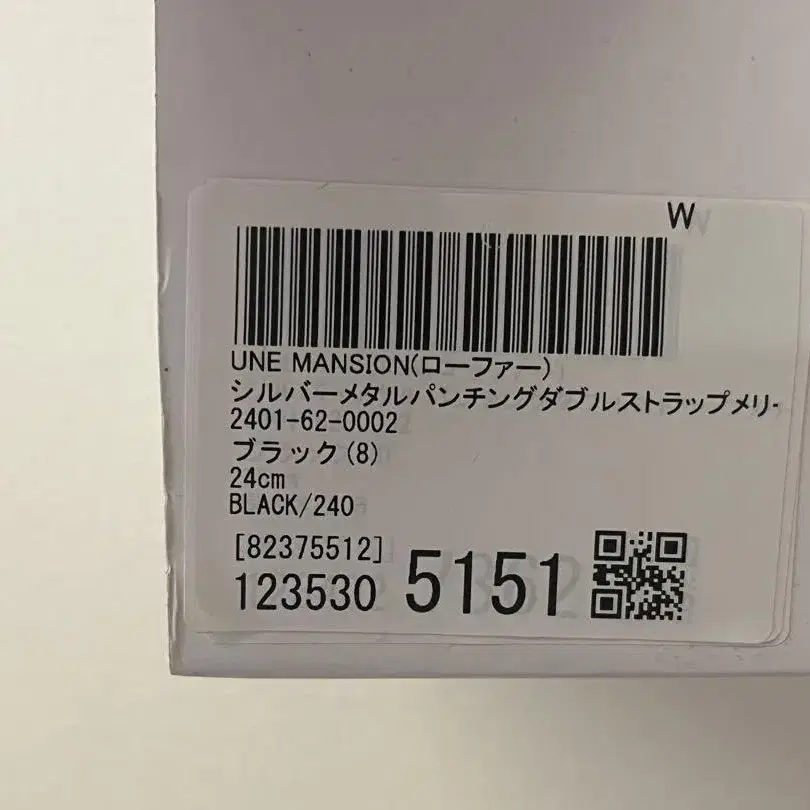 W
UNE MANSION(ローファー)
シルバーメタルパンチングダブルストラップメリ-
2401-62-0002
ブラック(8)
24cm
BLACK/240
[82375512]
123530 5151